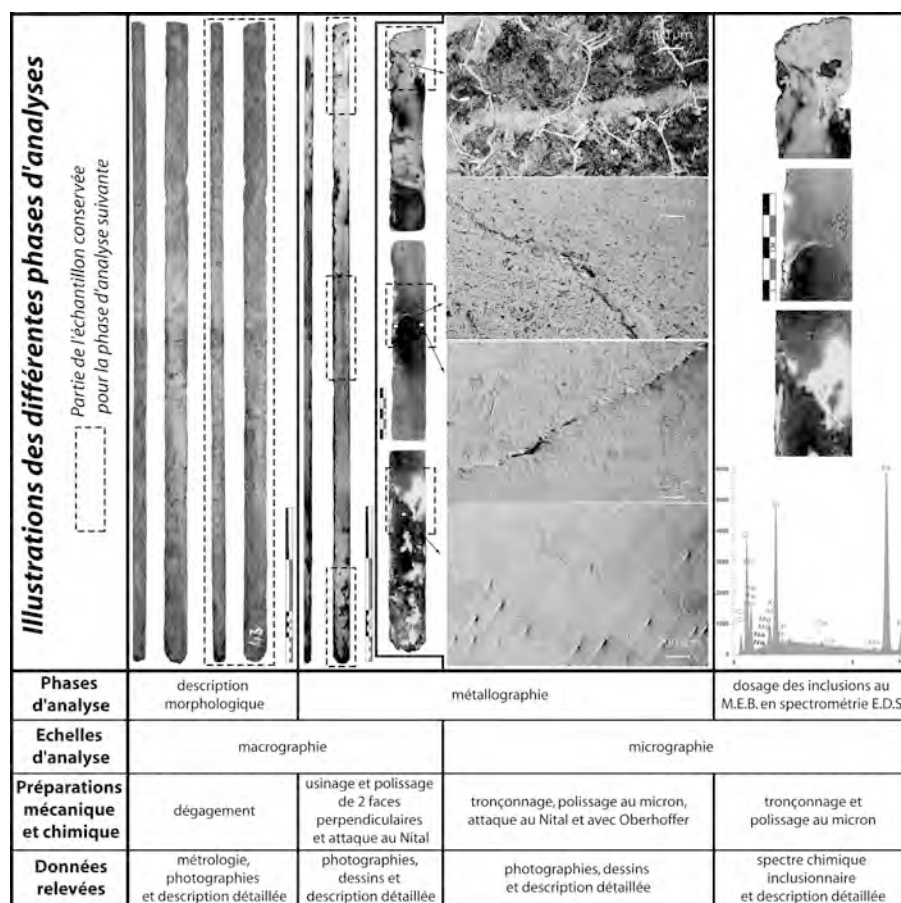 Illustrations des différentes phases d'analyses
Partie de l'échantillon conservée
pour la phase d'analyse suivante
113
Phases
d'analyse
description
morphologique
métallographie
dosage des inclusions au
M.E.B. en spectrométrie E.D.S
Echelles
d'analyse
macrographie
micrographie
Préparations
mécanique
et chimique
dégagement
usinage et polissage
de 2 faces
perpendiculaires
et attaque au Nital
tronçonnage, polissage au micron,
attaque au Nital et avec Oberhoffer
tronçonnage et
polissage au micron
Données
relevées
métrologie,
photographies
et description détaillée
photographies,
dessins et
description détaillée
photographies, dessins
et description détaillée
spectre chimique
inclusionnaire
et description détaillée